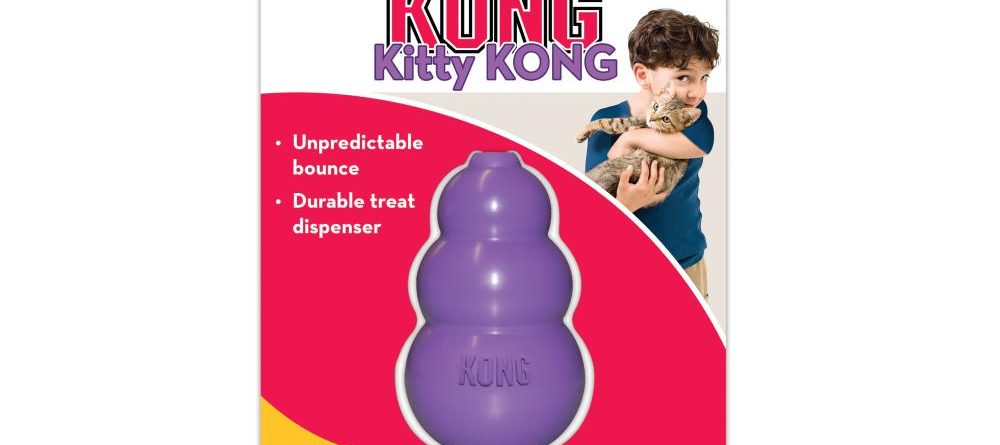 KONG
Kitty KONG
• Unpredictable
bounce
• Durable treat
dispenser
KONG